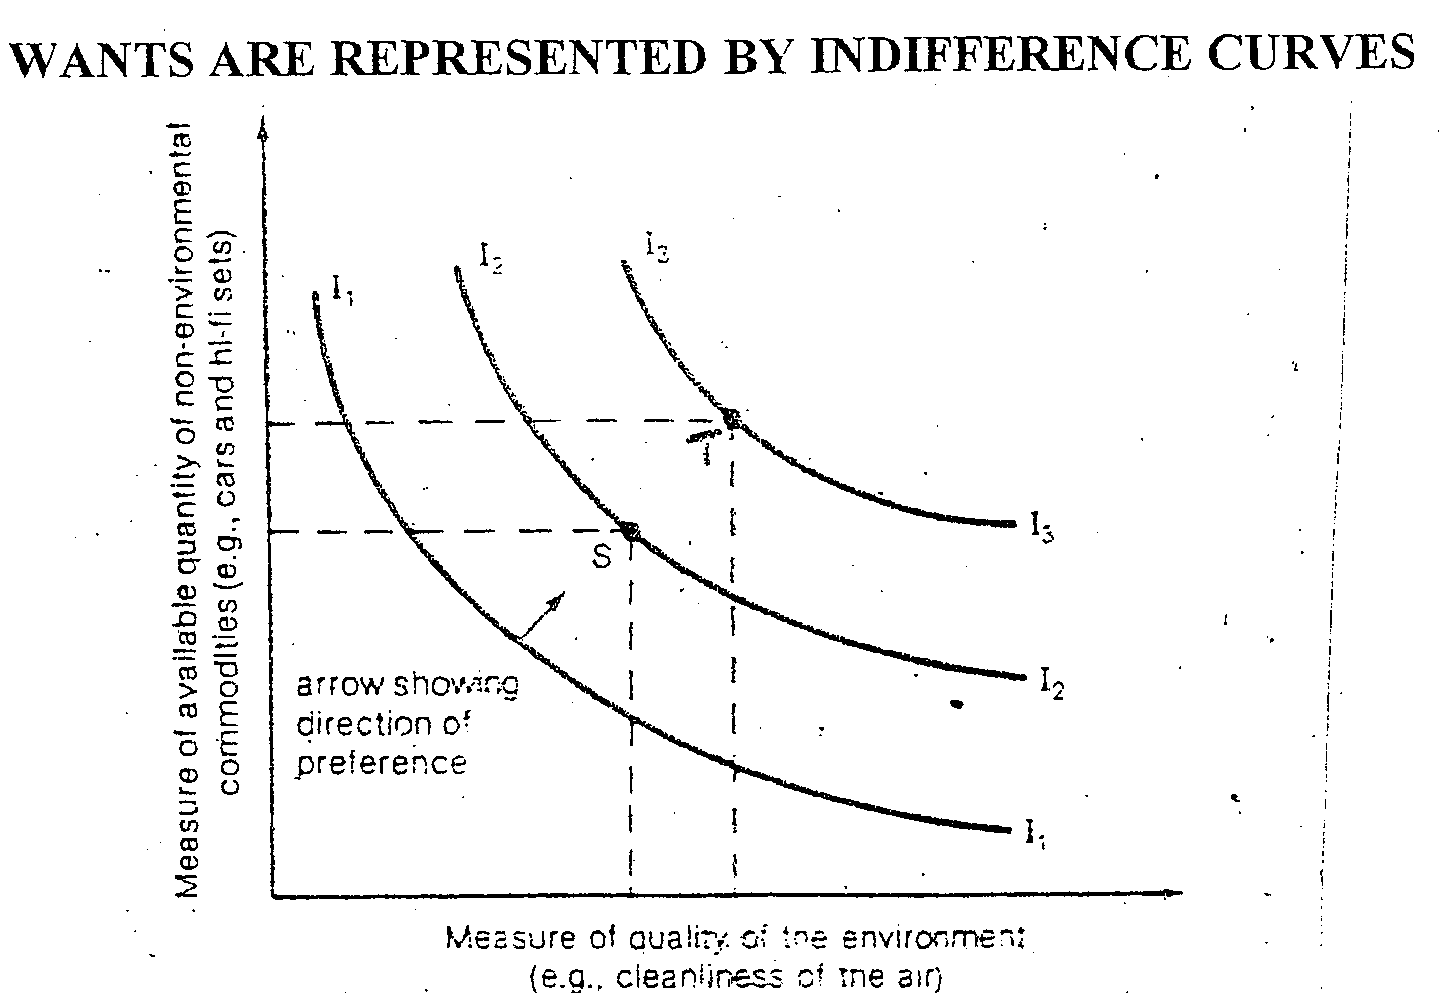 WANTS ARE REPRESENTED BY INDIFFERENCE CURVES
Measure of available quantity of non-environmental
commodities (e.g., cars and hi-fi sets)
I₁
I₂
I₃
T
S
I₃
I₂
I₁
arrow showing
direction of
preference
Measure of quality of the environment
(e.g., cleanliness of the air)